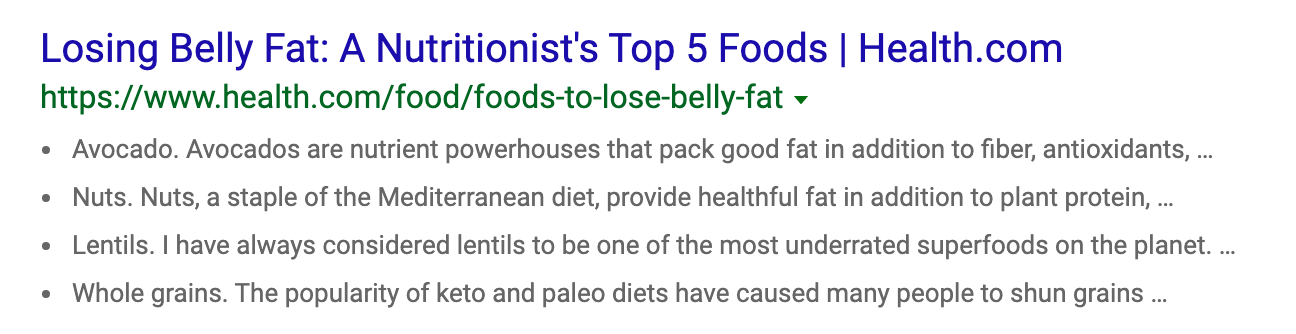 Losing Belly Fat: A Nutritionist's Top 5 Foods | Health.com
https://www.health.com/food/foods-to-lose-belly-fat
• Avocado. Avocados are nutrient powerhouses that pack good fat in addition to fiber, antioxidants, ...
• Nuts. Nuts, a staple of the Mediterranean diet, provide healthful fat in addition to plant protein, ...
• Lentils. I have always considered lentils to be one of the most underrated superfoods on the planet. ...
• Whole grains. The popularity of keto and paleo diets have caused many people to shun grains ...